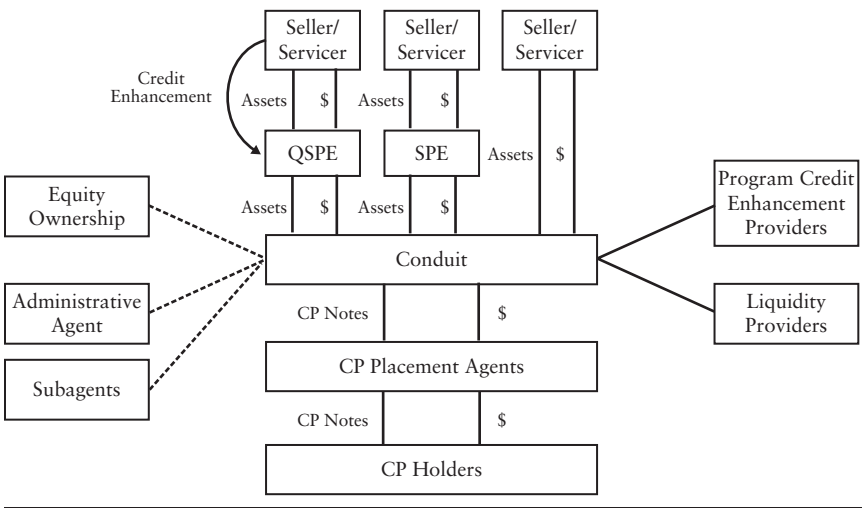 Seller/
Servicer
Seller/
Servicer
Seller/
Servicer
Credit
Enhancement
Assets
$
Assets
$
QSPE
SPE
Assets
$
Assets
$
Assets
$
Equity
Ownership
Program Credit
Enhancement
Providers
Conduit
Administrative
Agent
CP Notes
$
Liquidity
Providers
CP Placement Agents
Subagents
CP Notes
$
CP Holders